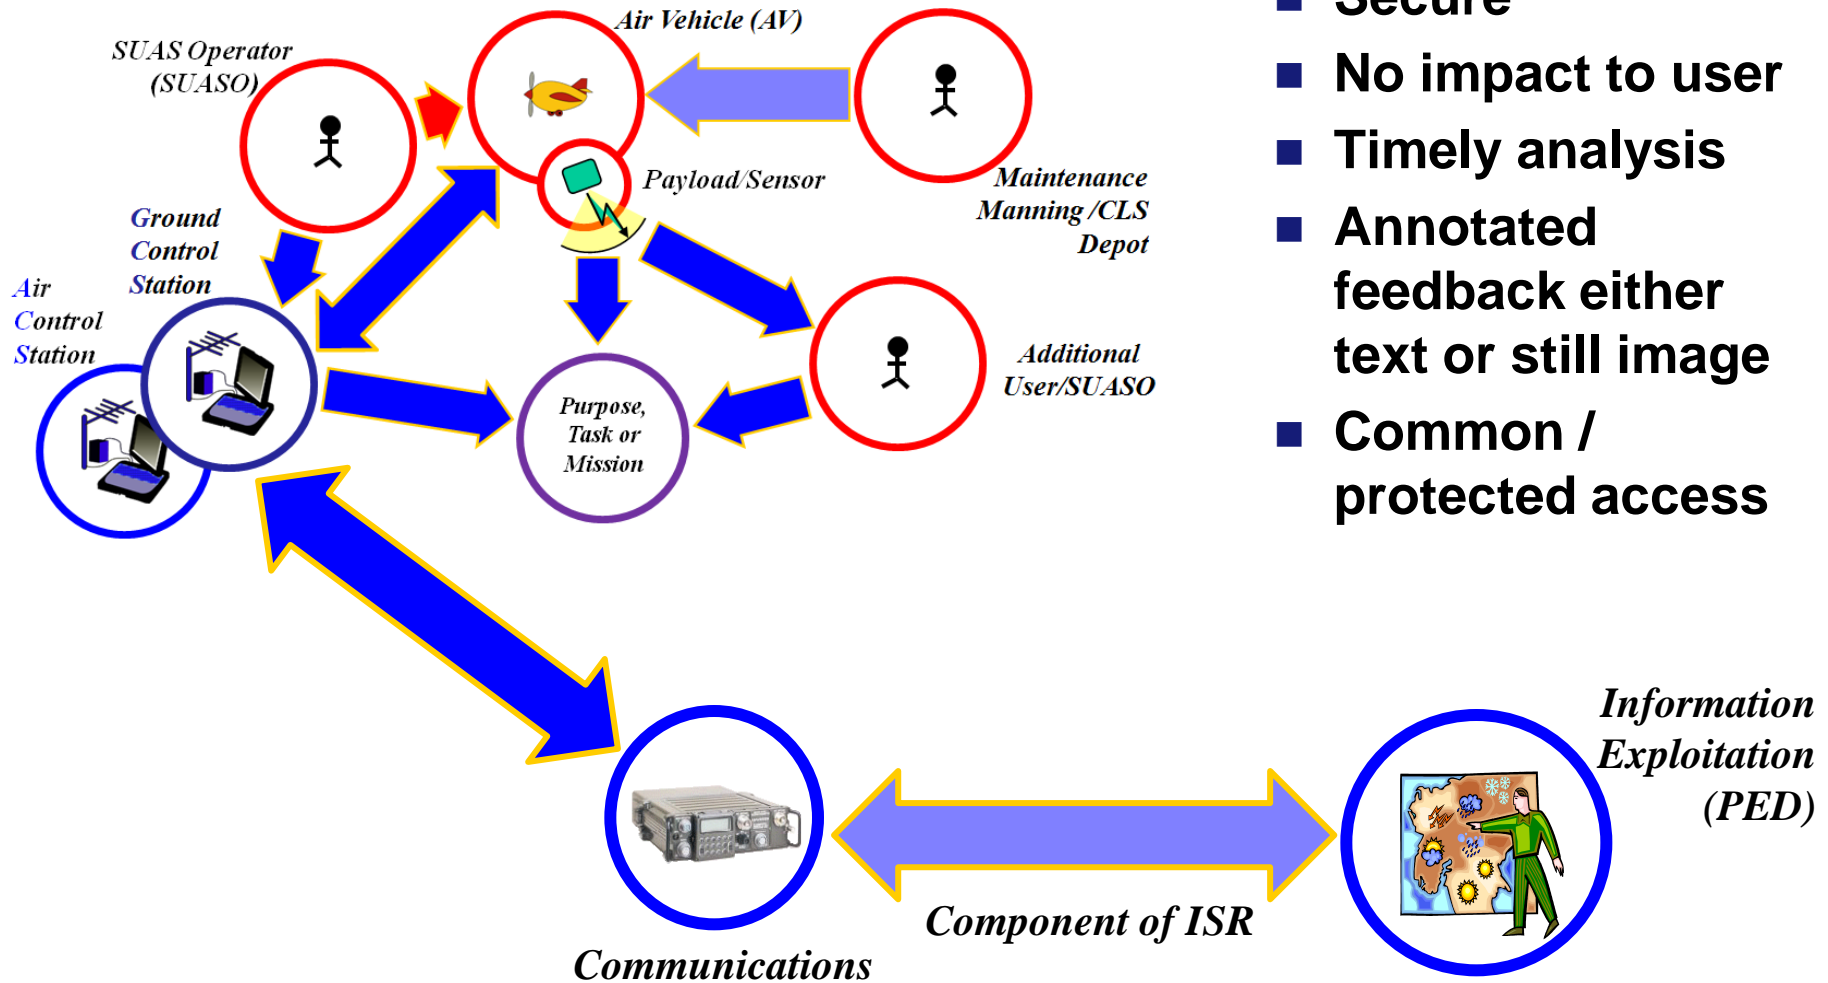 Air Vehicle (AV)
SUAS Operator
(SUASO)
Payload/Sensor
Maintenance
Manning /CLS
Depot
Ground
Control
Station
Air
Control
Station
Additional
User/SUASO
Purpose,
Task or
Mission
Communications
Component of ISR
Information
Exploitation
(PED)
Secure
No impact to user
Timely analysis
Annotated
feedback either
text or still image
Common /
protected access